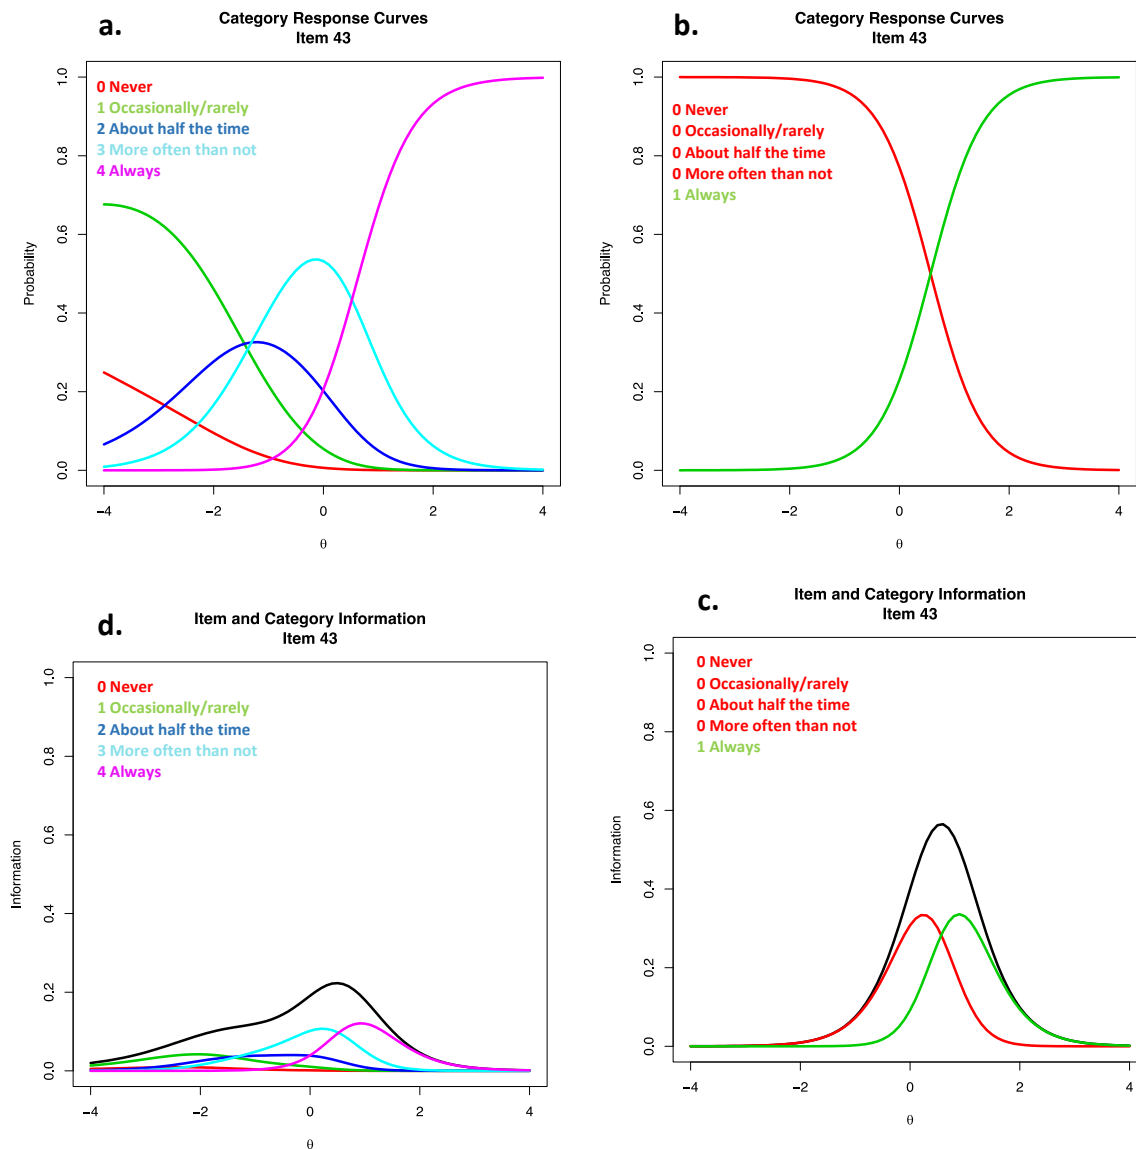 a.
Category Response Curves
Item 43
0 Never
1 Occasionally/rarely
2 About half the time
3 More often than not
4 Always
Probability
1.0
0.8
0.6
0.4
0.2
0.0
−4 −2 0 2 4
θ
b.
Category Response Curves
Item 43
0 Never
0 Occasionally/rarely
0 About half the time
0 More often than not
1 Always
Probability
1.0
0.8
0.6
0.4
0.2
0.0
−4 −2 0 2 4
θ
d.
Item and Category Information
Item 43
0 Never
1 Occasionally/rarely
2 About half the time
3 More often than not
4 Always
Information
1.0
0.8
0.6
0.4
0.2
0.0
−4 −2 0 2 4
θ
c.
Item and Category Information
Item 43
0 Never
0 Occasionally/rarely
0 About half the time
0 More often than not
1 Always
Information
1.0
0.8
0.6
0.4
0.2
0.0
−4 −2 0 2 4
θ